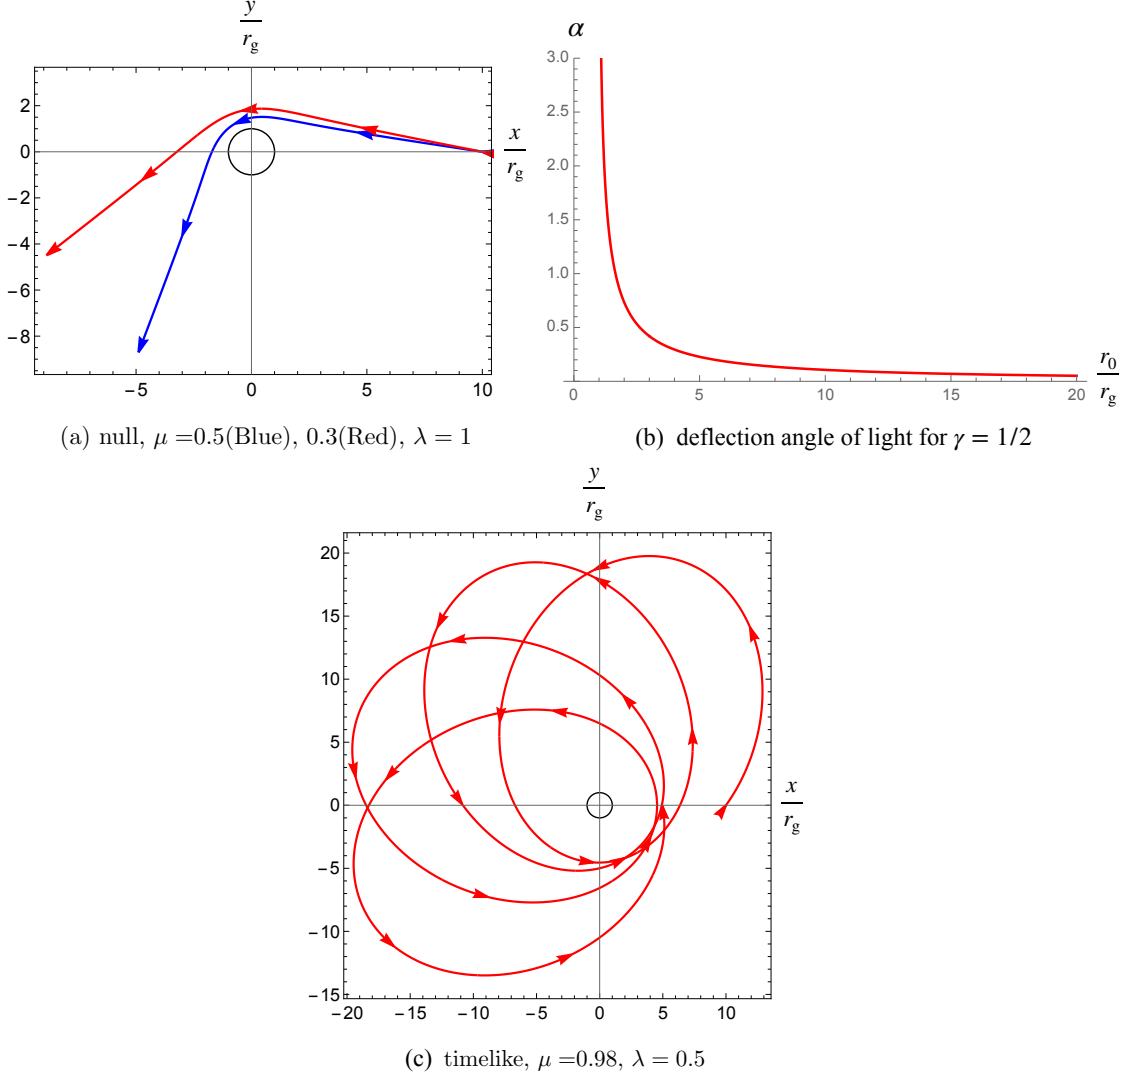 y
r_g
2
0
−2
−4
−6
−8
−5 0 5 10
x
r_g
(a) null, μ =0.5(Blue), 0.3(Red), λ = 1
α
3.0
2.5
2.0
1.5
1.0
0.5
0 5 10 15 20
r_0
r_g
(b) deflection angle of light for γ = 1/2
y
r_g
20
15
10
5
0
−5
−10
−15
−20 −15 −10 −5 0 5 10
x
r_g
(c) timelike, μ =0.98, λ = 0.5